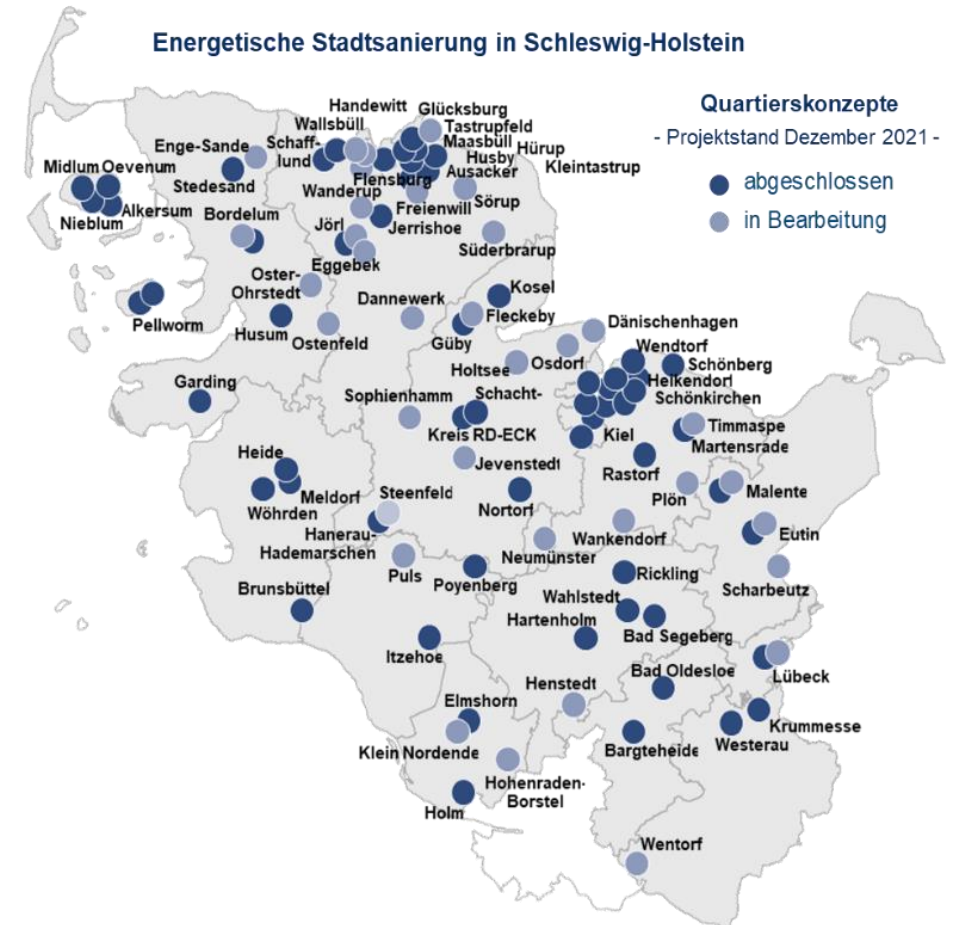 Energetische Stadtsanierung in Schleswig-Holstein
Quartierskonzepte
- Projektstand Dezember 2021 -
abgeschlossen
in Bearbeitung
Handewitt
Glücksburg
Wallsbüll
Tastrupfeld
Enge-Sande
Schaff-
lund
Maasbüll
Hürup
Husby
Kleintastrup
Midlum
Oevenum
Stedesand
Flensburg
Ausacker
Wanderup
Freienwill
Sörup
Alkersum
Nieblum
Bordelum
Jörl
Jerrishoe
Süderbrarup
Eggebek
Oster-
Ohrstedt
Dannewerk
Kosel
Pellworm
Husum
Ostenfeld
Fleckeby
Güby
Dänischenhagen
Holtsee
Osdorf
Wendtorf
Schönberg
Garding
Heikendorf
Sophienhamm
Schacht-
Schönkirchen
Kreis RD-ECK
Kiel
Timmaspe
Martensrade
Heide
Jevenstedt
Rastorf
Meldorf
Steenfeld
Plön
Malente
Wöhrden
Nortorf
Hanerau-
Hademarschen
Wankendorf
Eutin
Neumünster
Puls
Poyenberg
Rickling
Scharbeutz
Brunsbüttel
Wahlstedt
Hartenholm
Bad Segeberg
Itzehoe
Bad Oldesloe
Lübeck
Henstedt
Elmshorn
Krummesse
Klein Nordende
Bargteheide
Westerau
Hohenraden-
Borstel
Holm
Wentorf